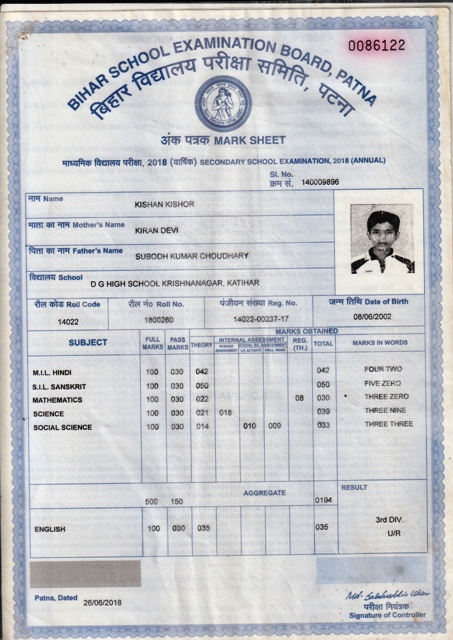 0086122
BIHAR SCHOOL EXAMINATION BOARD, PATNA
बिहार विद्यालय परीक्षा समिति, पटना
अंक पत्रक MARK SHEET
माध्यमिक विद्यालय परीक्षा, 2018 (वार्षिक) SECONDARY SCHOOL EXAMINATION, 2018 (ANNUAL)
Sl. No.
क्रम सं. 140009896
नाम Name KISHAN KISHOR
माता का नाम Mother's Name KIRAN DEVI
पिता का नाम Father's Name SUBODH KUMAR CHOUDHARY
विद्यालय School D G HIGH SCHOOL KRISHNANAGAR, KATIHAR
रौल कोड Roll Code रौल नं० Roll No. पंजीयन संख्या Reg. No. जन्म तिथि Date of Birth
14022 1800280 14022-00237-17 08/06/2002
MARKS OBTAINED
SUBJECT FULL MARKS PASS MARKS THEORY INTERNAL ASSESSMENT REG. (TH.) TOTAL MARKS IN WORDS
M.I.L. HINDI 100 030 042 042 FOUR TWO
S.I.L. SANSKRIT 100 030 050 050 FIVE ZERO
MATHEMATICS 100 030 022 08 030 THREE ZERO
SCIENCE 100 030 021 018 039 THREE NINE
SOCIAL SCIENCE 100 030 014 010 009 033 THREE THREE
AGGREGATE RESULT
500 150 0194
3rd DIV.
ENGLISH 100 030 035 035
U/R
Patna, Dated 26/06/2018
परीक्षा नियंत्रक
Signature of Controller